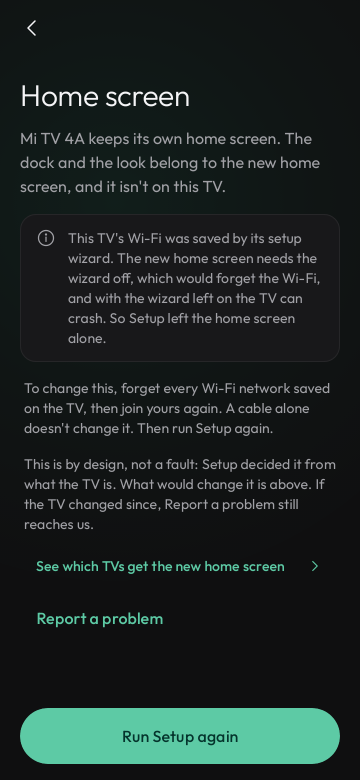 Home screen
Mi TV 4A keeps its own home screen. The
dock and the look belong to the new home
screen, and it isn't on this TV.
This TV's Wi-Fi was saved by its setup
wizard. The new home screen needs the
wizard off, which would forget the Wi-Fi,
and with the wizard left on the TV can
crash. So Setup left the home screen
alone.
To change this, forget every Wi-Fi network saved
on the TV, then join yours again. A cable alone
doesn't change it. Then run Setup again.
This is by design, not a fault: Setup decided it from
what the TV is. What would change it is above. If
the TV changed since, Report a problem still
reaches us.
See which TVs get the new home screen
Report a problem
Run Setup again